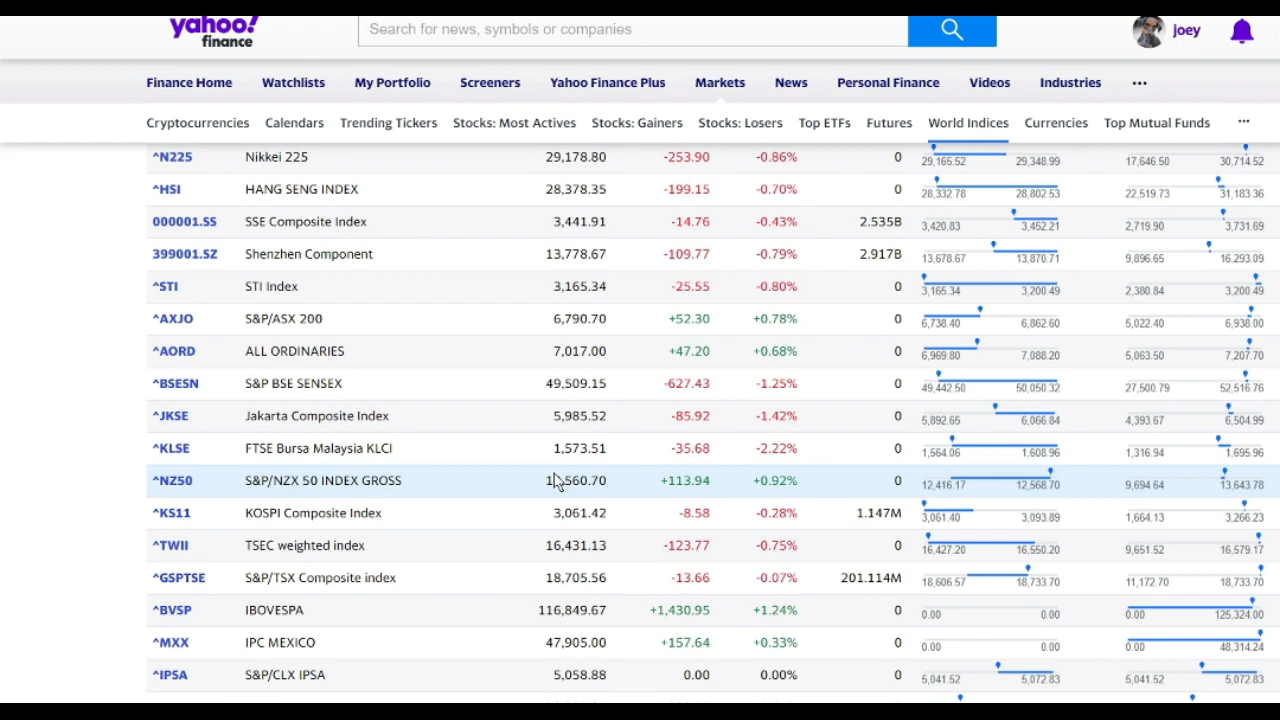 yahoo!
finance
Search for news, symbols or companies
joey
Finance Home Watchlists My Portfolio Screeners Yahoo Finance Plus Markets News Personal Finance Videos Industries ...
Cryptocurrencies Calendars Trending Tickers Stocks: Most Actives Stocks: Gainers Stocks: Losers Top ETFs Futures World Indices Currencies Top Mutual Funds ...
^N225 Nikkei 225 29,178.80 -253.90 -0.86% 0 29,165.52 29,348.99 17,646.50 30,714.52
^HSI HANG SENG INDEX 28,378.35 -199.15 -0.70% 0 28,332.78 28,802.53 22,519.73 31,183.36
000001.SS SSE Composite Index 3,441.91 -14.76 -0.43% 2.535B 3,420.83 3,452.21 2,719.90 3,731.69
399001.SZ Shenzhen Component 13,778.67 -109.77 -0.79% 2.917B 13,678.67 13,870.71 9,896.65 16,293.09
^STI STI Index 3,165.34 -25.55 -0.80% 0 3,165.34 3,200.49 2,380.84 3,200.49
^AXJO S&P/ASX 200 6,790.70 +52.30 +0.78% 0 6,738.40 6,862.60 5,022.40 6,938.00
^AORD ALL ORDINARIES 7,017.00 +47.20 +0.68% 0 6,969.80 7,088.20 5,063.50 7,207.70
^BSESN S&P BSE SENSEX 49,509.15 -627.43 -1.25% 0 49,442.50 50,050.32 27,500.79 52,516.76
^JKSE Jakarta Composite Index 5,985.52 -85.92 -1.42% 0 5,892.65 6,066.84 4,393.67 6,504.99
^KLSE FTSE Bursa Malaysia KLCI 1,573.51 -35.68 -2.22% 0 1,564.06 1,608.96 1,316.94 1,695.96
^NZ50 S&P/NZX 50 INDEX GROSS +113.94 +0.92% 0 12,416.17 12,568.70 9,694.64 13,643.78
^KS11 KOSPI Composite Index 3,061.42 -8.58 -0.28% 1.147M 3,061.40 3,093.89 1,664.13 3,266.23
^TWII TSEC weighted index 16,431.13 -123.77 -0.75% 0 16,427.20 16,550.20 9,651.52 16,579.17
^GSPTSE S&P/TSX Composite index 18,705.56 -13.66 -0.07% 201.114M 18,606.57 18,733.70 11,172.70 18,733.70
^BVSP IBOVESPA 116,849.67 +1,430.95 +1.24% 0 0.00 0.00 0.00 125,324.00
^MXX IPC MEXICO 47,905.00 +157.64 +0.33% 0 0.00 0.00 0.00 48,314.24
^IPSA S&P/CLX IPSA 5,058.88 0.00 0.00% 0 5,041.52 5,072.83 5,041.52 5,072.83